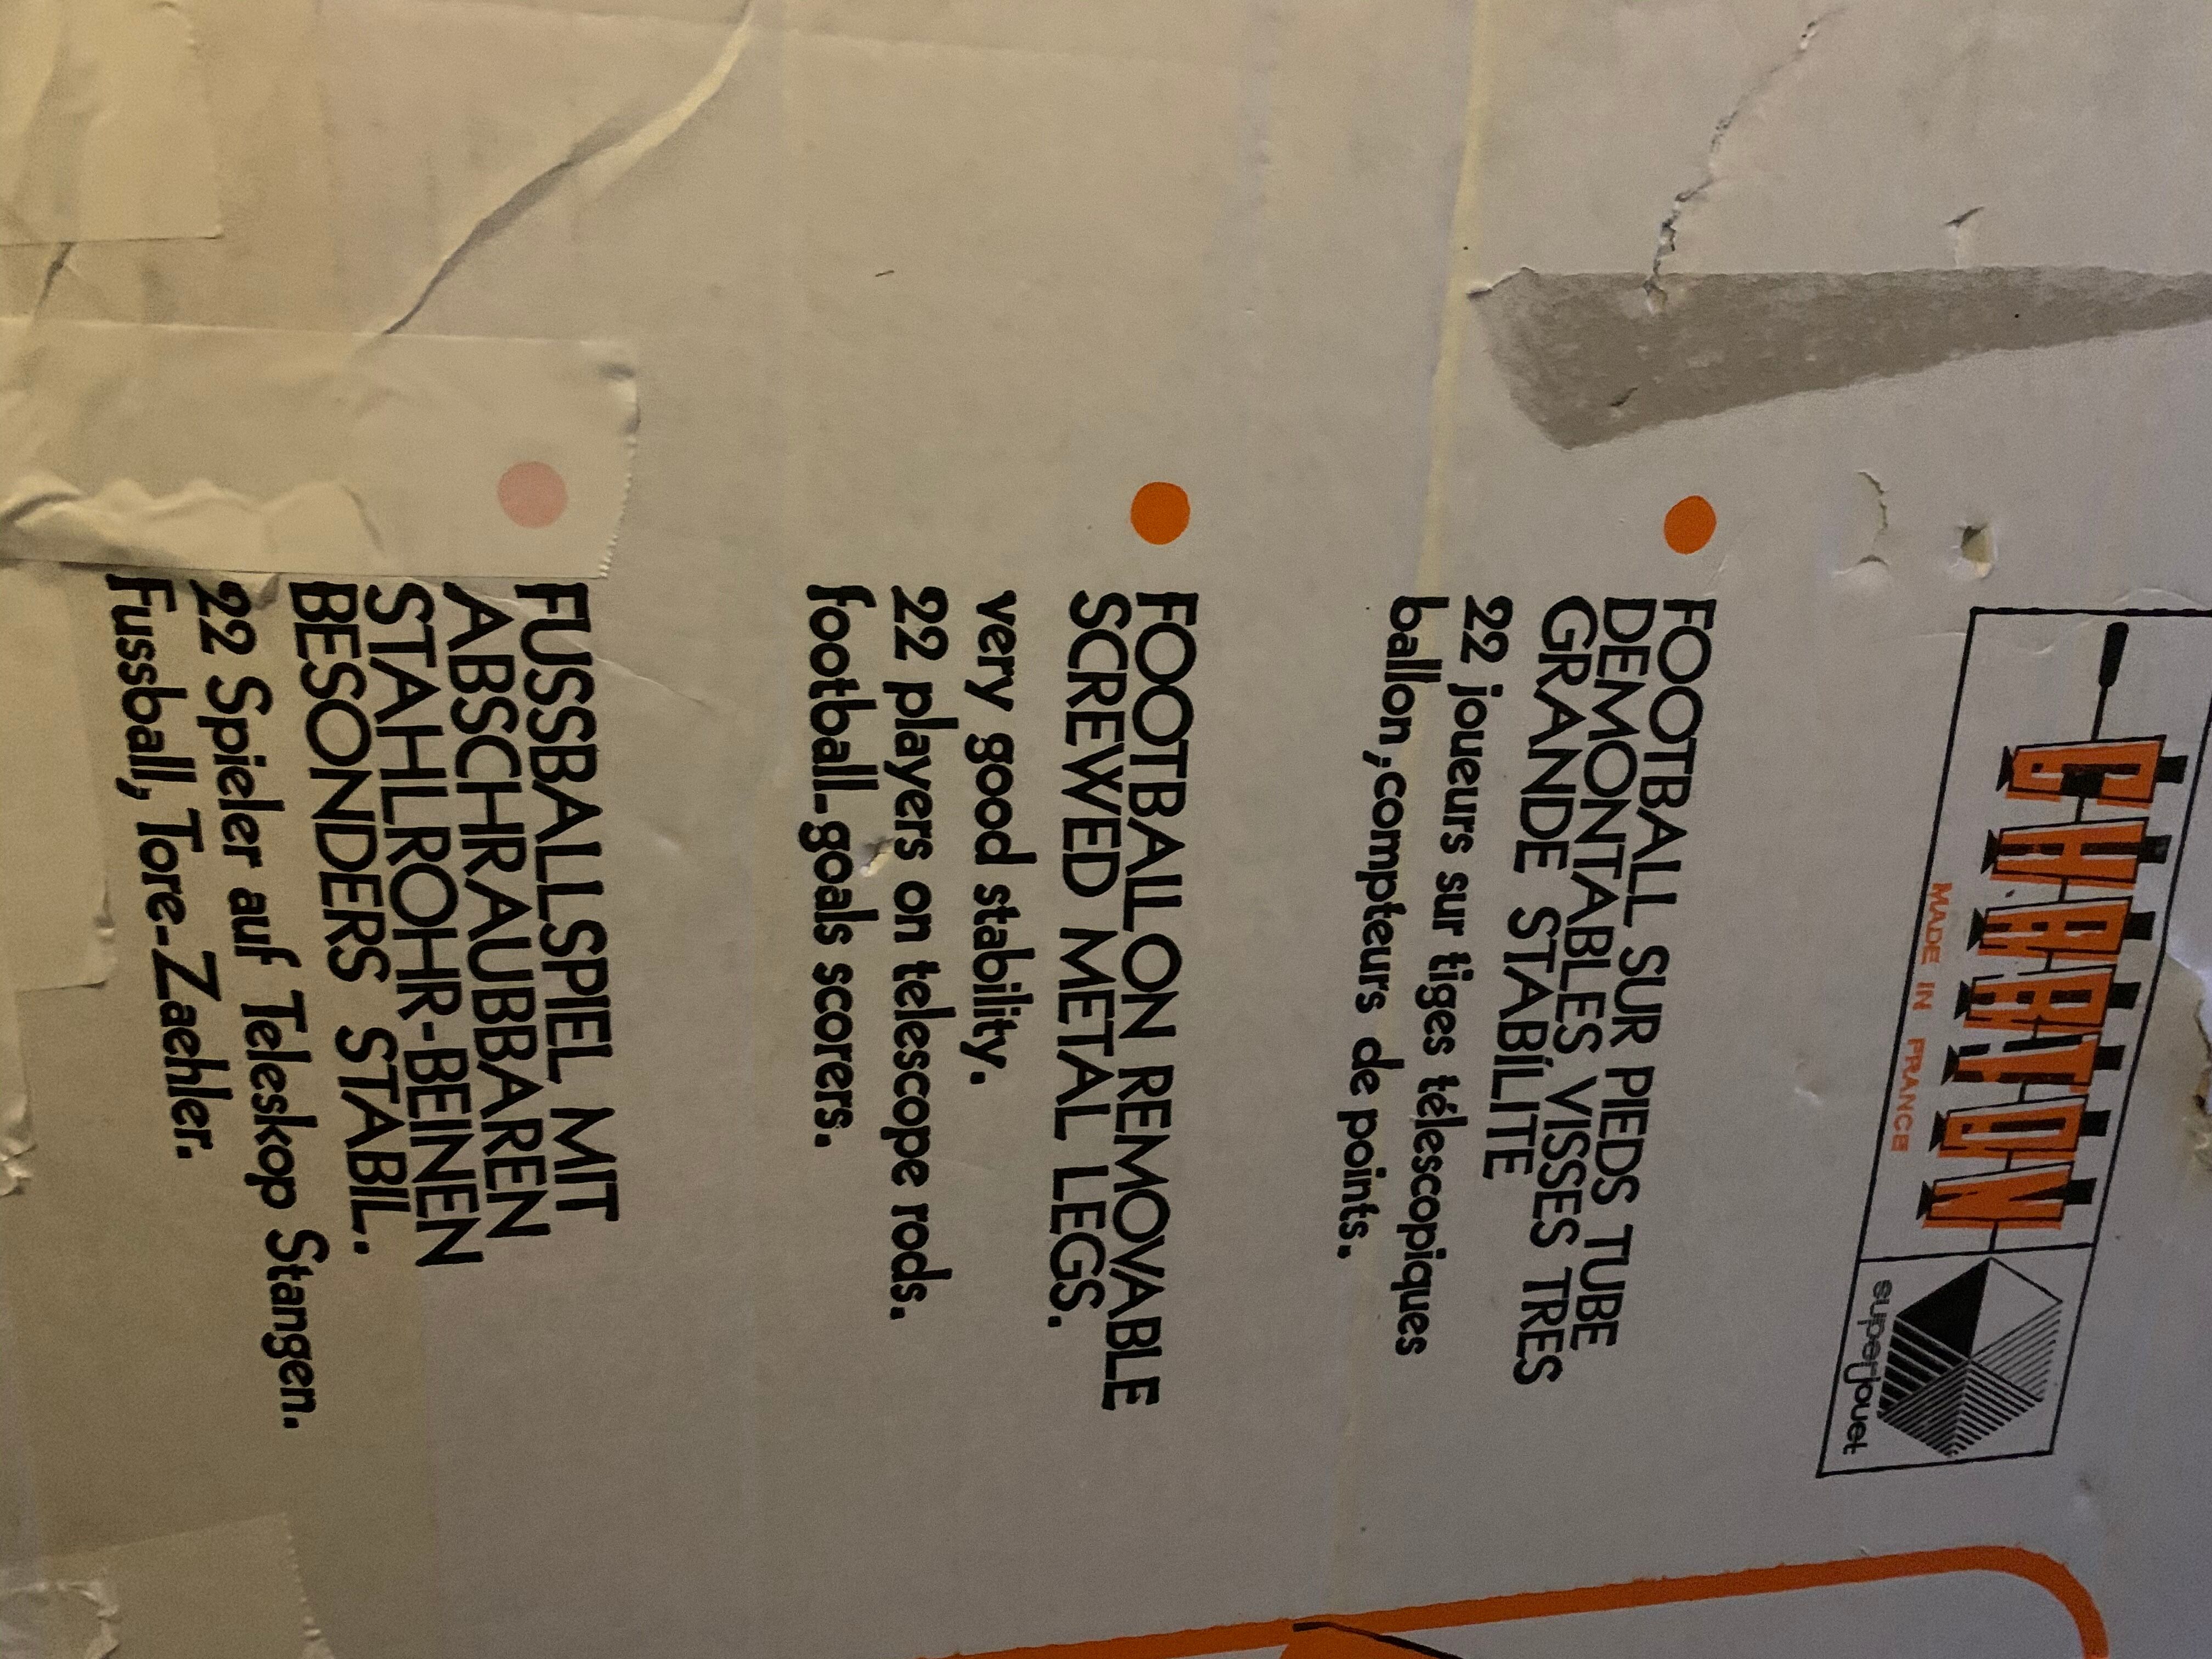 CHARTON
MADE IN FRANCE
superjouet
FOOTBALL SUR PIEDS TUBE
DEMONTABLES VISSES TRES
GRANDE STABILITE
22 joueurs sur tiges télescopiques
ballon, compteurs de points.
FOOTBALL ON REMOVABLE
SCREWED METAL LEGS.
very good stability.
22 players on telescope rods.
football-goals scorers.
FUSSBALLSPIEL MIT
ABSCHRAUBBAREN
STAHLROHR-BEINEN
BESONDERS STABIL.
22 Spieler auf Teleskop Stangen.
Fussball, Tore-Zaehler.